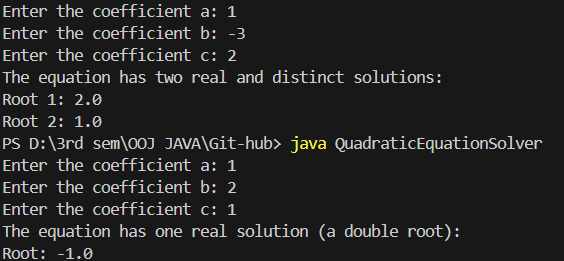 Enter the coefficient a: 1
Enter the coefficient b: -3
Enter the coefficient c: 2
The equation has two real and distinct solutions:
Root 1: 2.0
Root 2: 1.0
PS D:\3rd sem\OOJ JAVA\Git-hub> java QuadraticEquationSolver
Enter the coefficient a: 1
Enter the coefficient b: 2
Enter the coefficient c: 1
The equation has one real solution (a double root):
Root: -1.0